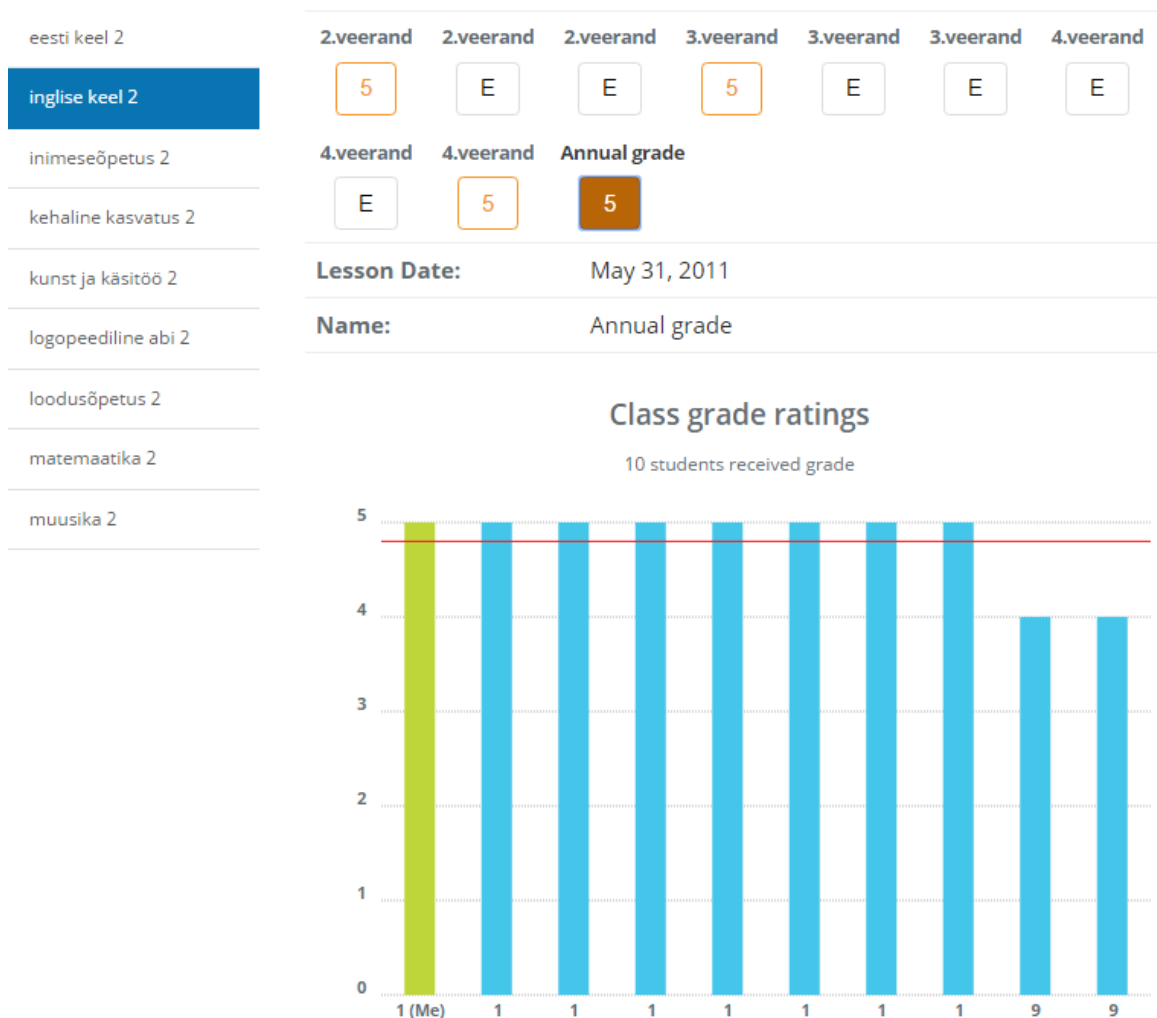 eesti keel 2
inglise keel 2
inimeseõpetus 2
kehaline kasvatus 2
kunst ja käsitöö 2
logopeediline abi 2
loodusõpetus 2
matemaatika 2
muusika 2
2.veerand 2.veerand 2.veerand 3.veerand 3.veerand 3.veerand 4.veerand
5 E E 5 E E E
4.veerand 4.veerand Annual grade
E 5 5
Lesson Date: May 31, 2011
Name: Annual grade
Class grade ratings
10 students received grade
5
4
3
2
1
0
1 (Me) 1 1 1 1 1 1 1 9 9